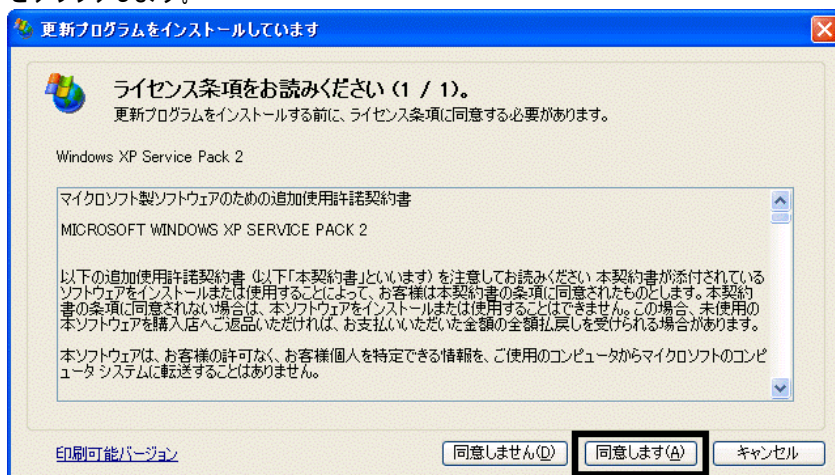 更新プログラムをインストールしています
ライセンス条項をお読みください (1 / 1)。
更新プログラムをインストールする前に、ライセンス条項に同意する必要があります。
Windows XP Service Pack 2
マイクロソフト製ソフトウェアのための追加使用許諾契約書
MICROSOFT WINDOWS XP SERVICE PACK 2
以下の追加使用許諾契約書 (以下「本契約書」といいます) を注意してお読みください 本契約書が添付されている
ソフトウェアをインストールまたは使用することによって、お客様は本契約書の条項に同意されたものとします。本契約
書の条項に同意されない場合は、本ソフトウェアをインストールまたは使用することはできません。この場合、未使用の
本ソフトウェアを購入店へご返品いただければ、お支払いいただいた金額の全額払戻しを受けられる場合があります。
本ソフトウェアは、お客様の許可なく、お客様個人を特定できる情報を、ご使用のコンピュータからマイクロソフトのコンピ
ュータ システムに転送することはありません。
印刷可能バージョン 同意しません(D) 同意します(A) キャンセル